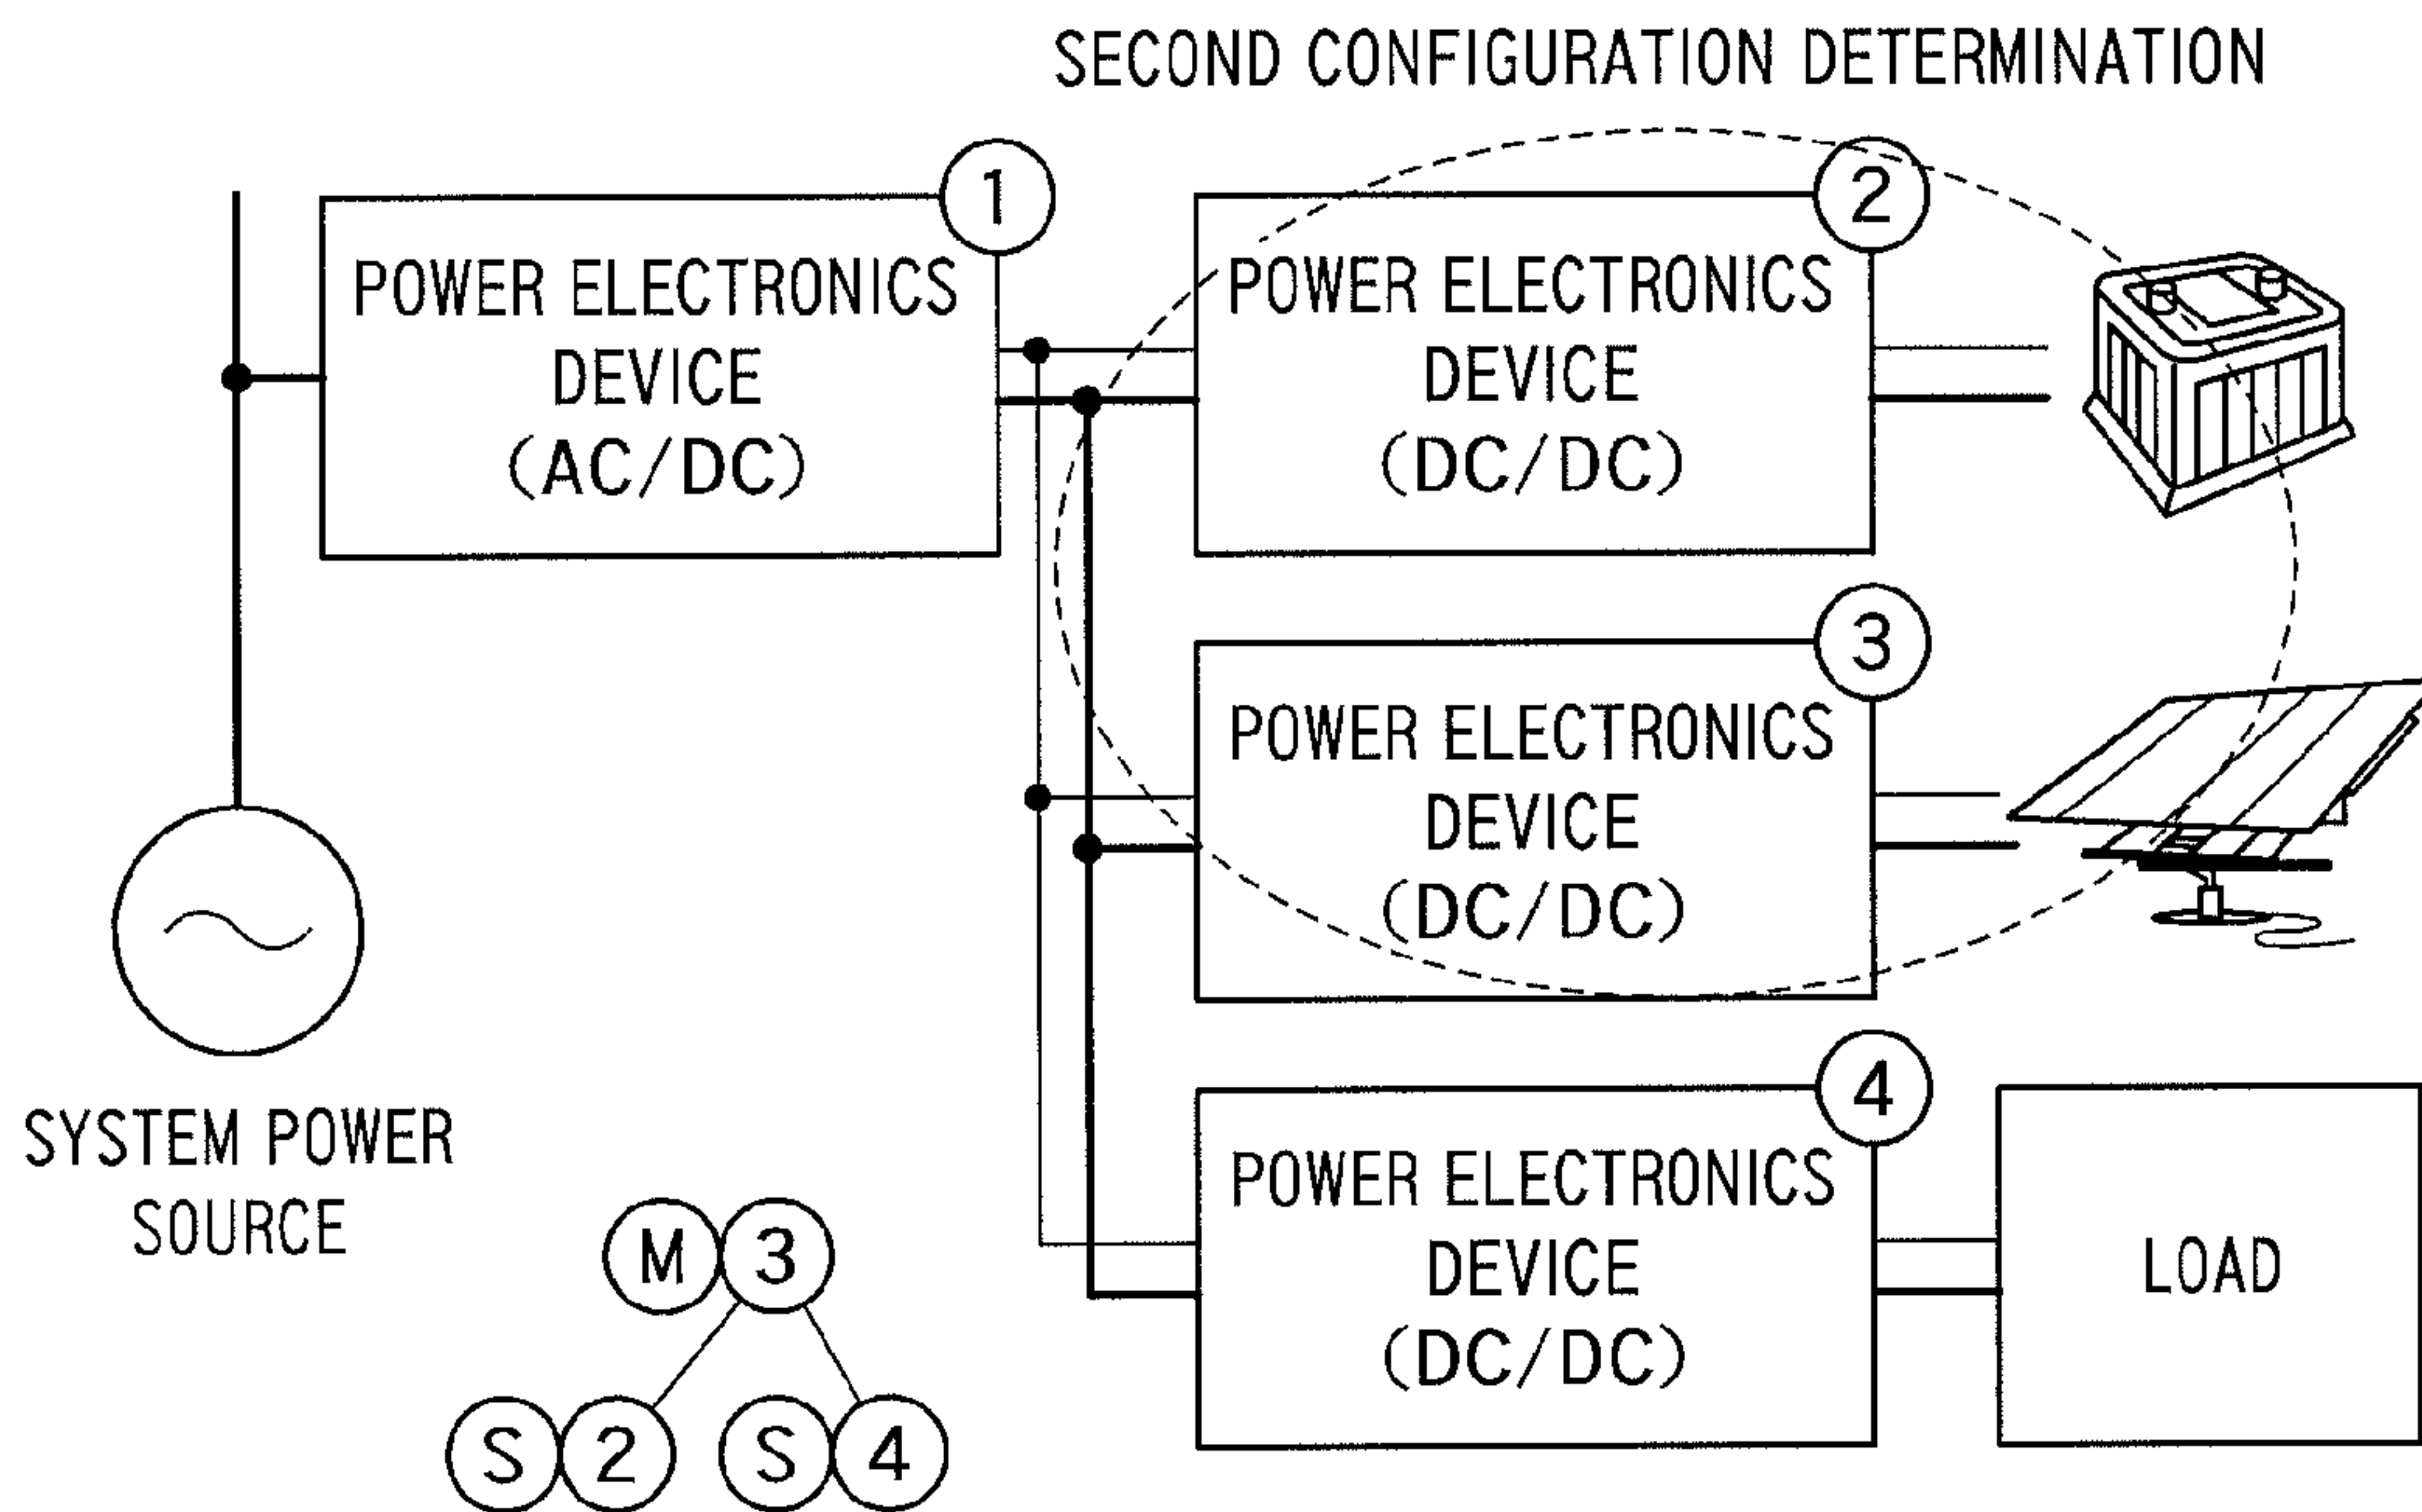 SECOND CONFIGURATION DETERMINATION
1
POWER ELECTRONICS
DEVICE
(AC/DC)
2
POWER ELECTRONICS
DEVICE
(DC/DC)
3
POWER ELECTRONICS
DEVICE
(DC/DC)
4
POWER ELECTRONICS
DEVICE
(DC/DC)
LOAD
SYSTEM POWER
SOURCE
M 3
S 2 S 4